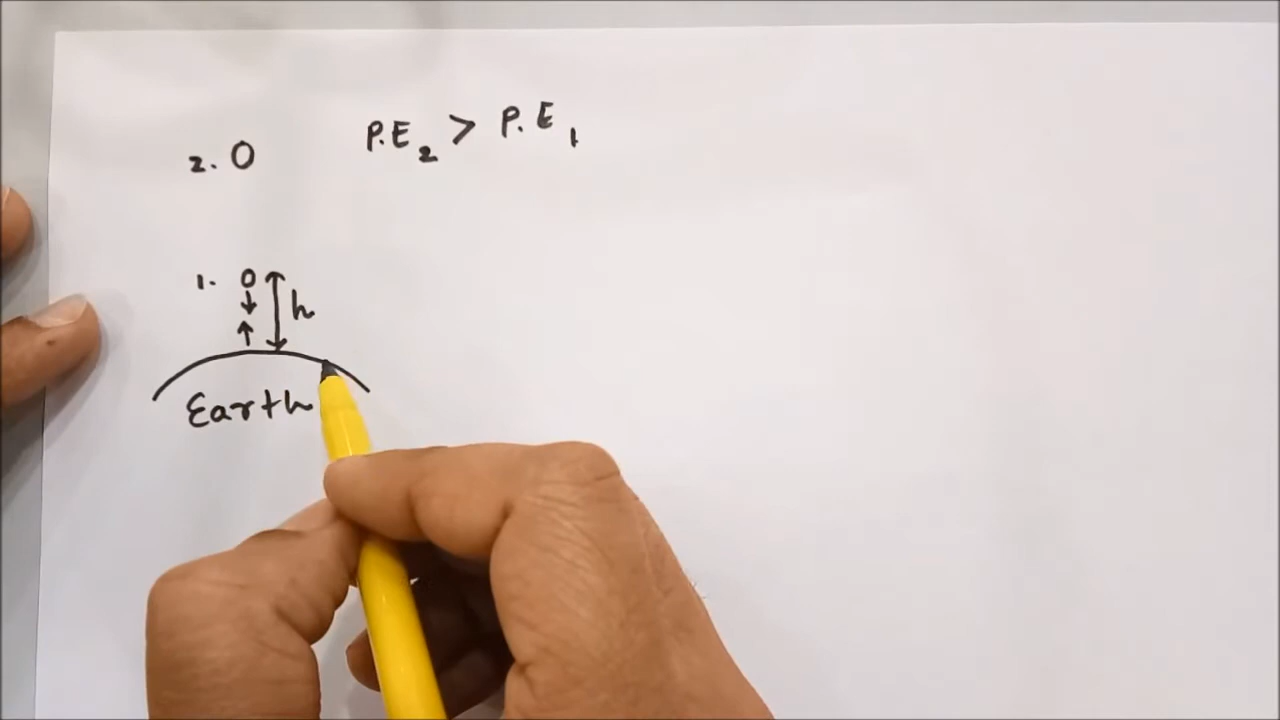 P.E₂ > P.E₁
2. O
1. O
h
Earth